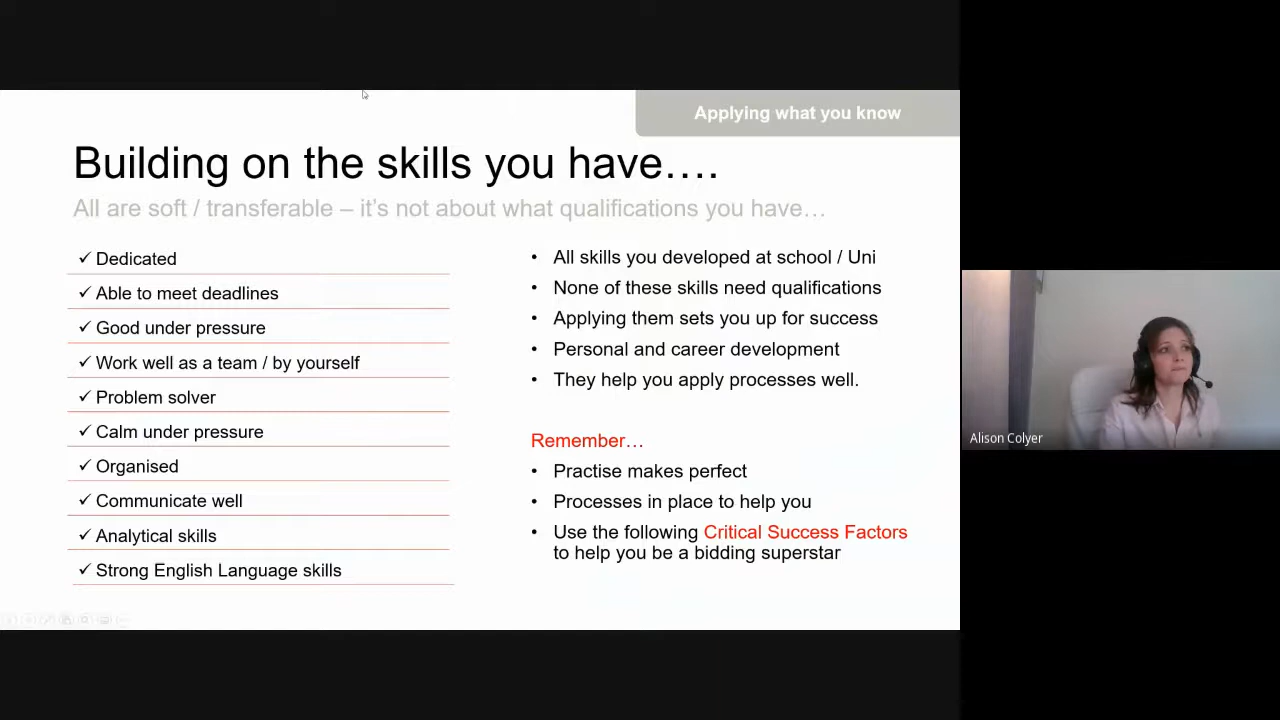 Applying what you know
Building on the skills you have….
All are soft / transferable – it's not about what qualifications you have…
✓ Dedicated
✓ Able to meet deadlines
✓ Good under pressure
✓ Work well as a team / by yourself
✓ Problem solver
✓ Calm under pressure
✓ Organised
✓ Communicate well
✓ Analytical skills
✓ Strong English Language skills
• All skills you developed at school / Uni
• None of these skills need qualifications
• Applying them sets you up for success
• Personal and career development
• They help you apply processes well.
Remember…
• Practise makes perfect
• Processes in place to help you
• Use the following Critical Success Factors
to help you be a bidding superstar
Alison Colyer